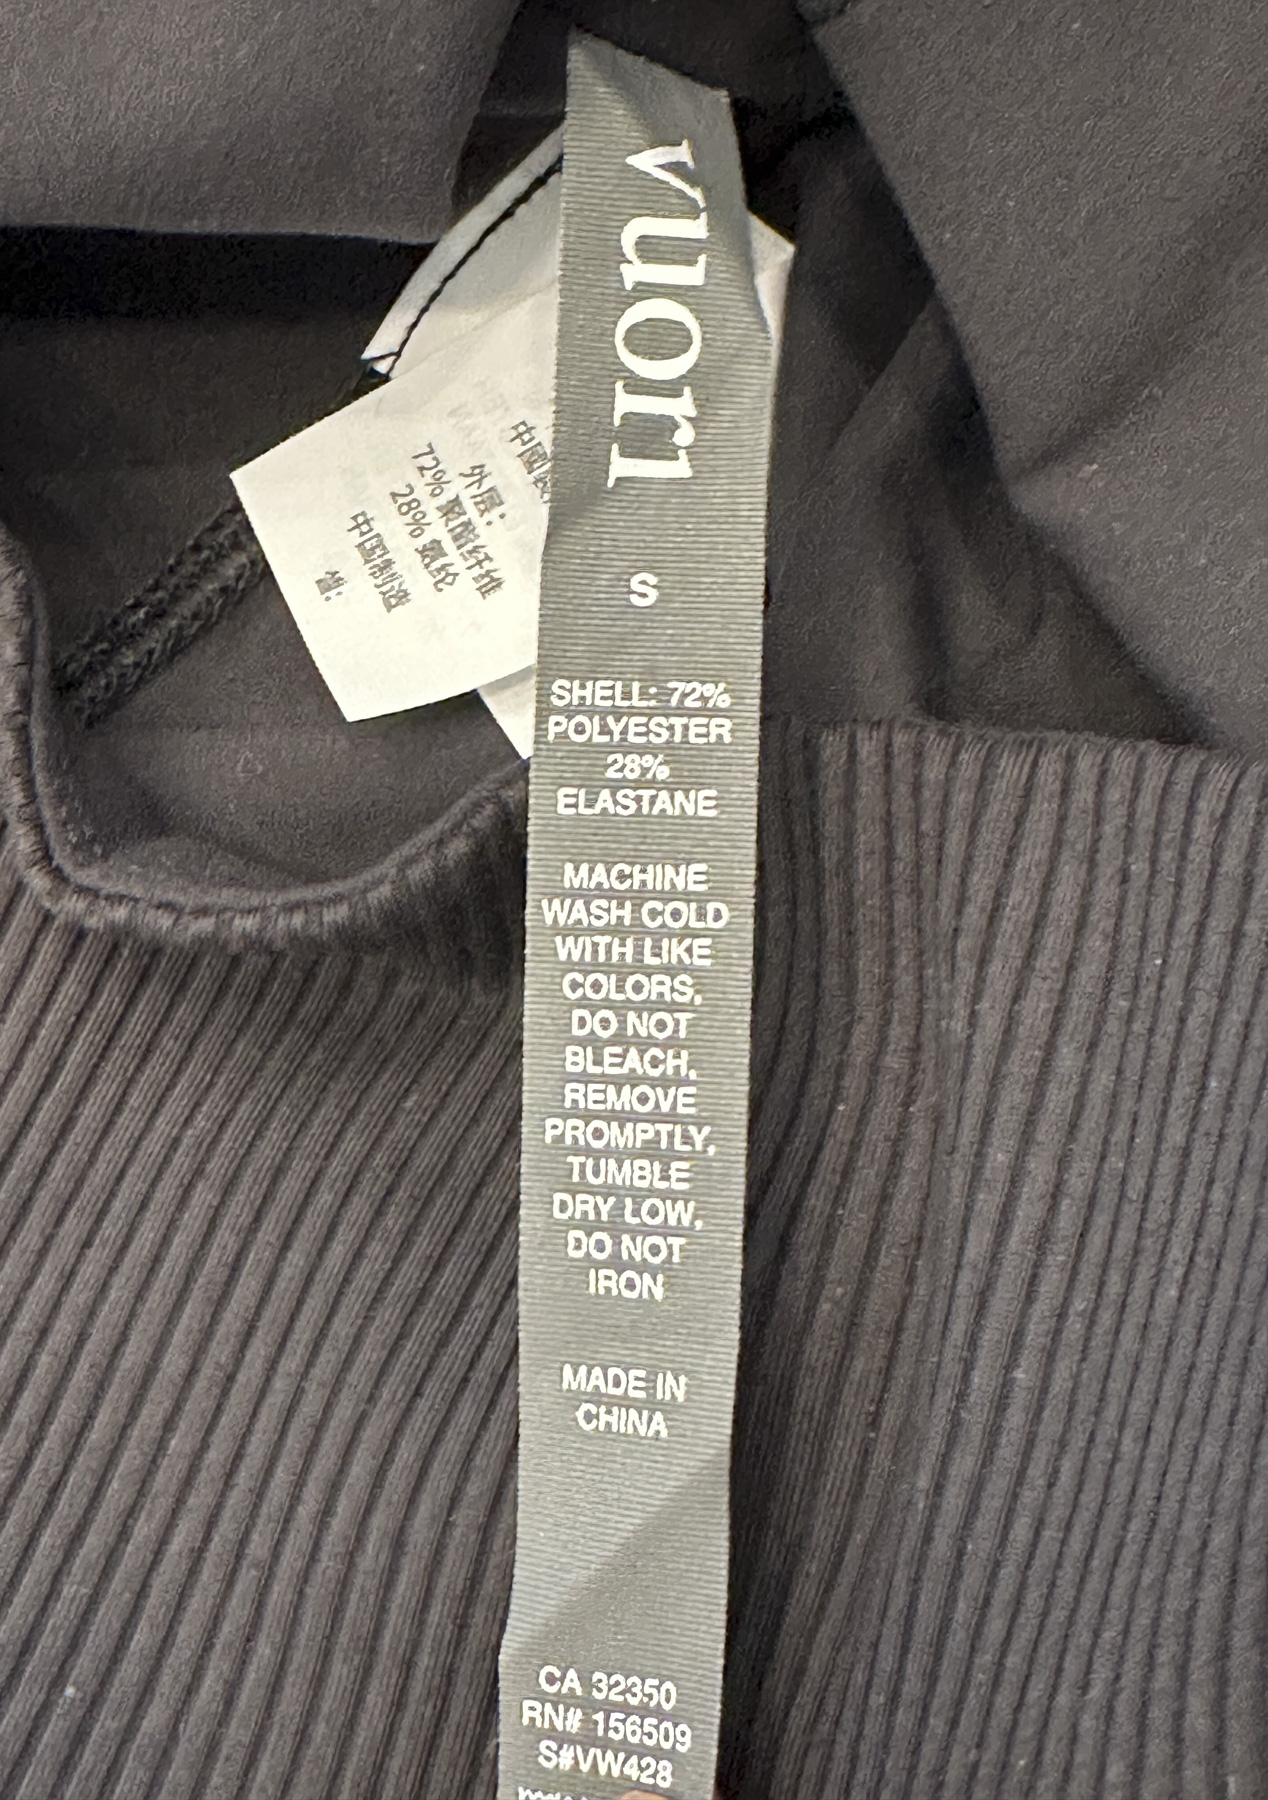 vuori
S
SHELL: 72%
POLYESTER
28%
ELASTANE
MACHINE
WASH COLD
WITH LIKE
COLORS,
DO NOT
BLEACH,
REMOVE
PROMPTLY,
TUMBLE
DRY LOW,
DO NOT
IRON
MADE IN
CHINA
CA 32350
RN# 156509
S#VW428
中國
外层:
72% 聚酯纤维
28% 氨纶
中国制造